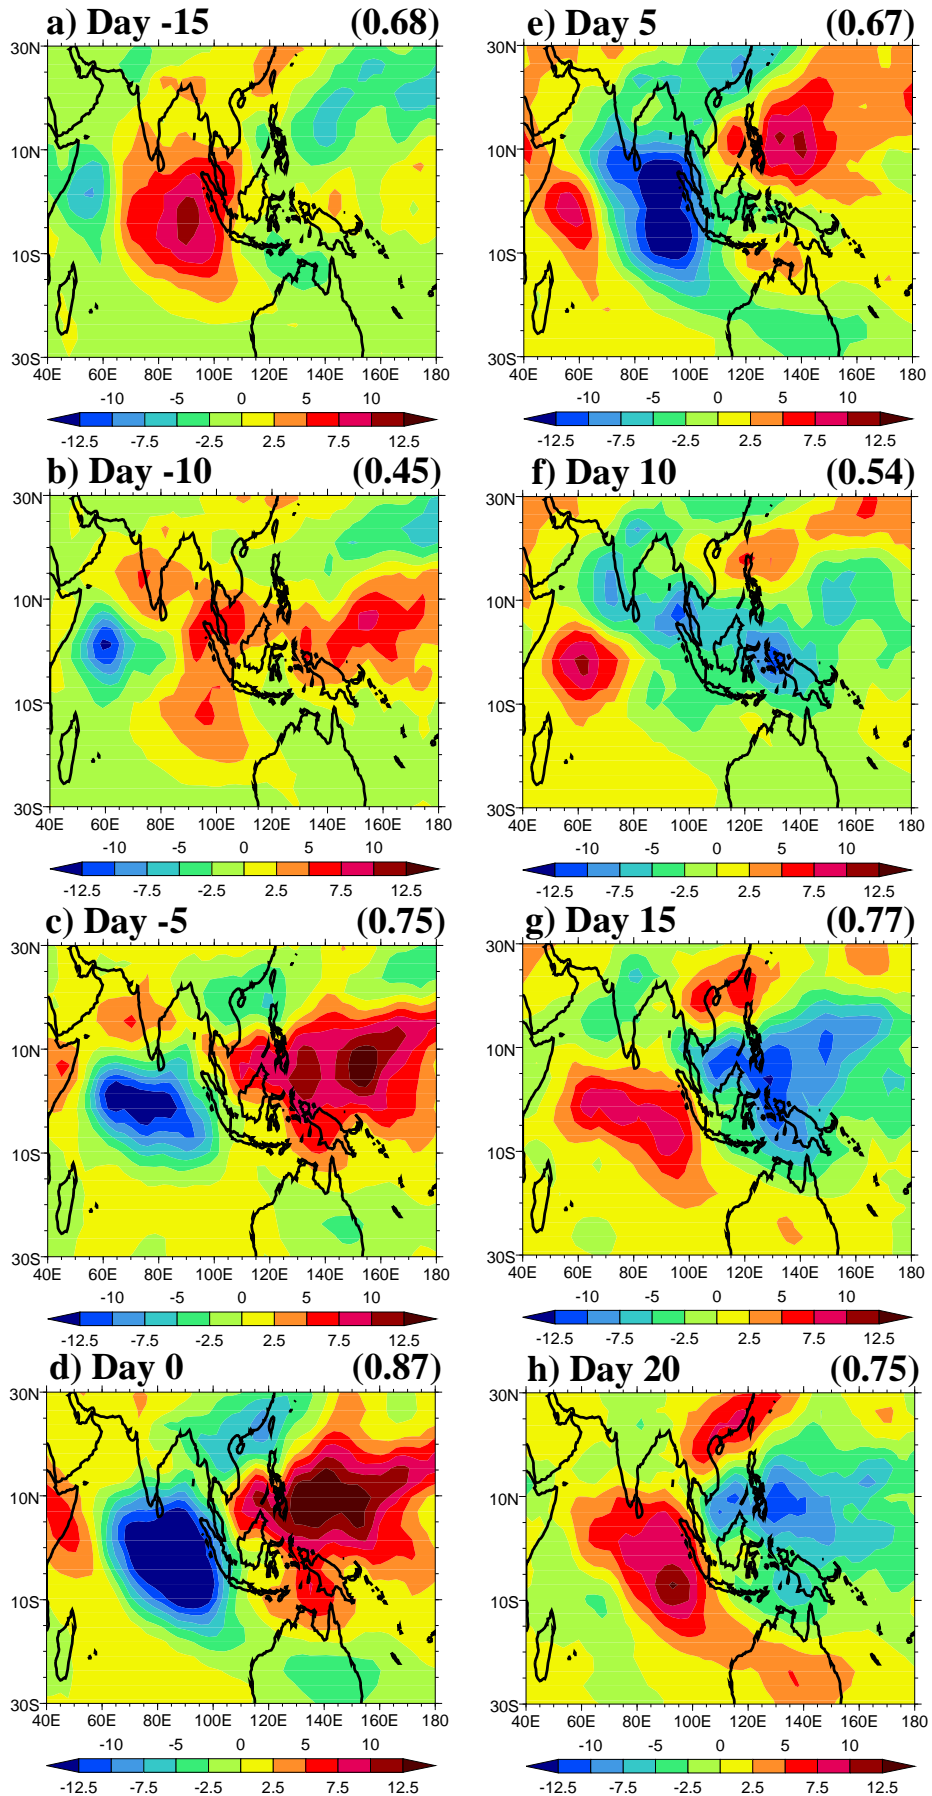 a) Day -15 (0.68)
30N
10N
10S
30S
40E 60E 80E 100E 120E 140E 160E 180
-10 -5 0 5 10
-12.5 -7.5 -2.5 2.5 7.5 12.5
b) Day -10 (0.45)
30N
10N
10S
30S
40E 60E 80E 100E 120E 140E 160E 180
-10 -5 0 5 10
-12.5 -7.5 -2.5 2.5 7.5 12.5
c) Day -5 (0.75)
30N
10N
10S
30S
40E 60E 80E 100E 120E 140E 160E 180
-10 -5 0 5 10
-12.5 -7.5 -2.5 2.5 7.5 12.5
d) Day 0 (0.87)
30N
10N
10S
30S
40E 60E 80E 100E 120E 140E 160E 180
-10 -5 0 5 10
-12.5 -7.5 -2.5 2.5 7.5 12.5
e) Day 5 (0.67)
30N
10N
10S
30S
40E 60E 80E 100E 120E 140E 160E 180
-10 -5 0 5 10
-12.5 -7.5 -2.5 2.5 7.5 12.5
f) Day 10 (0.54)
30N
10N
10S
30S
40E 60E 80E 100E 120E 140E 160E 180
-10 -5 0 5 10
-12.5 -7.5 -2.5 2.5 7.5 12.5
g) Day 15 (0.77)
30N
10N
10S
30S
40E 60E 80E 100E 120E 140E 160E 180
-10 -5 0 5 10
-12.5 -7.5 -2.5 2.5 7.5 12.5
h) Day 20 (0.75)
30N
10N
10S
30S
40E 60E 80E 100E 120E 140E 160E 180
-10 -5 0 5 10
-12.5 -7.5 -2.5 2.5 7.5 12.5